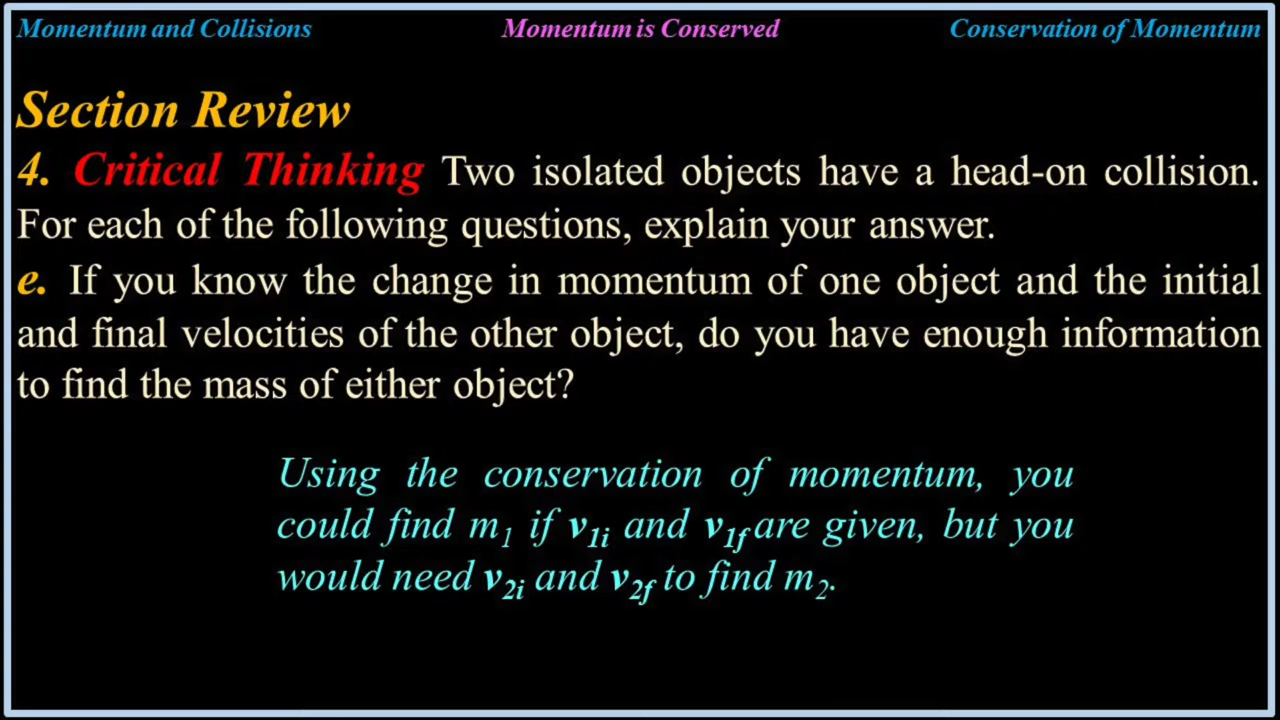 Momentum and Collisions Momentum is Conserved Conservation of Momentum
Section Review
4. Critical Thinking Two isolated objects have a head-on collision.
For each of the following questions, explain your answer.
e. If you know the change in momentum of one object and the initial
and final velocities of the other object, do you have enough information
to find the mass of either object?
Using the conservation of momentum, you
could find m1 if v1i and v1f are given, but you
would need v2i and v2f to find m2.